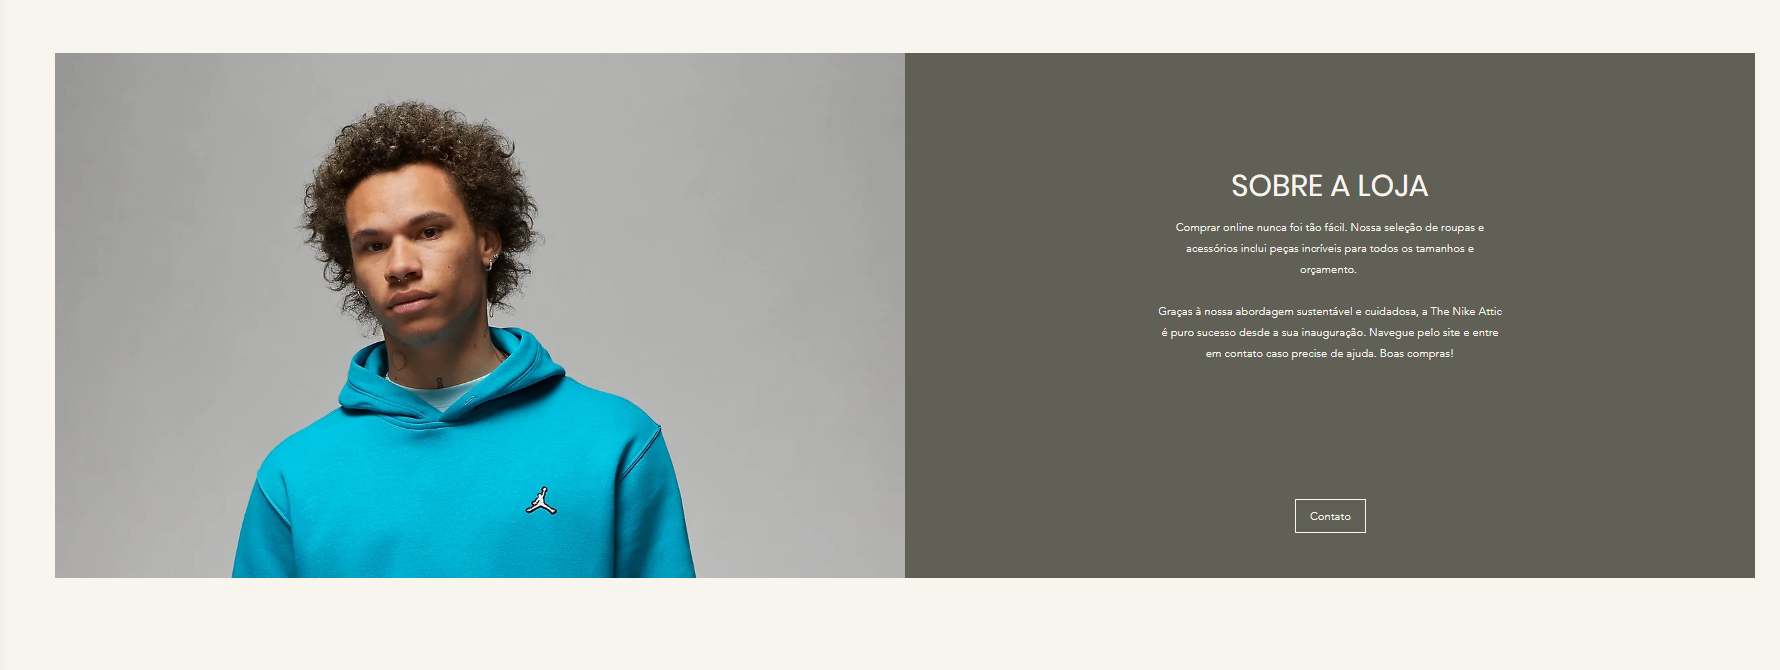 SOBRE A LOJA
Comprar online nunca foi tão fácil. Nossa seleção de roupas e
acessórios inclui peças incríveis para todos os tamanhos e
orçamento.
Graças à nossa abordagem sustentável e cuidadosa, a The Nike Attic
é puro sucesso desde a sua inauguração. Navegue pelo site e entre
em contato caso precise de ajuda. Boas compras!
Contato